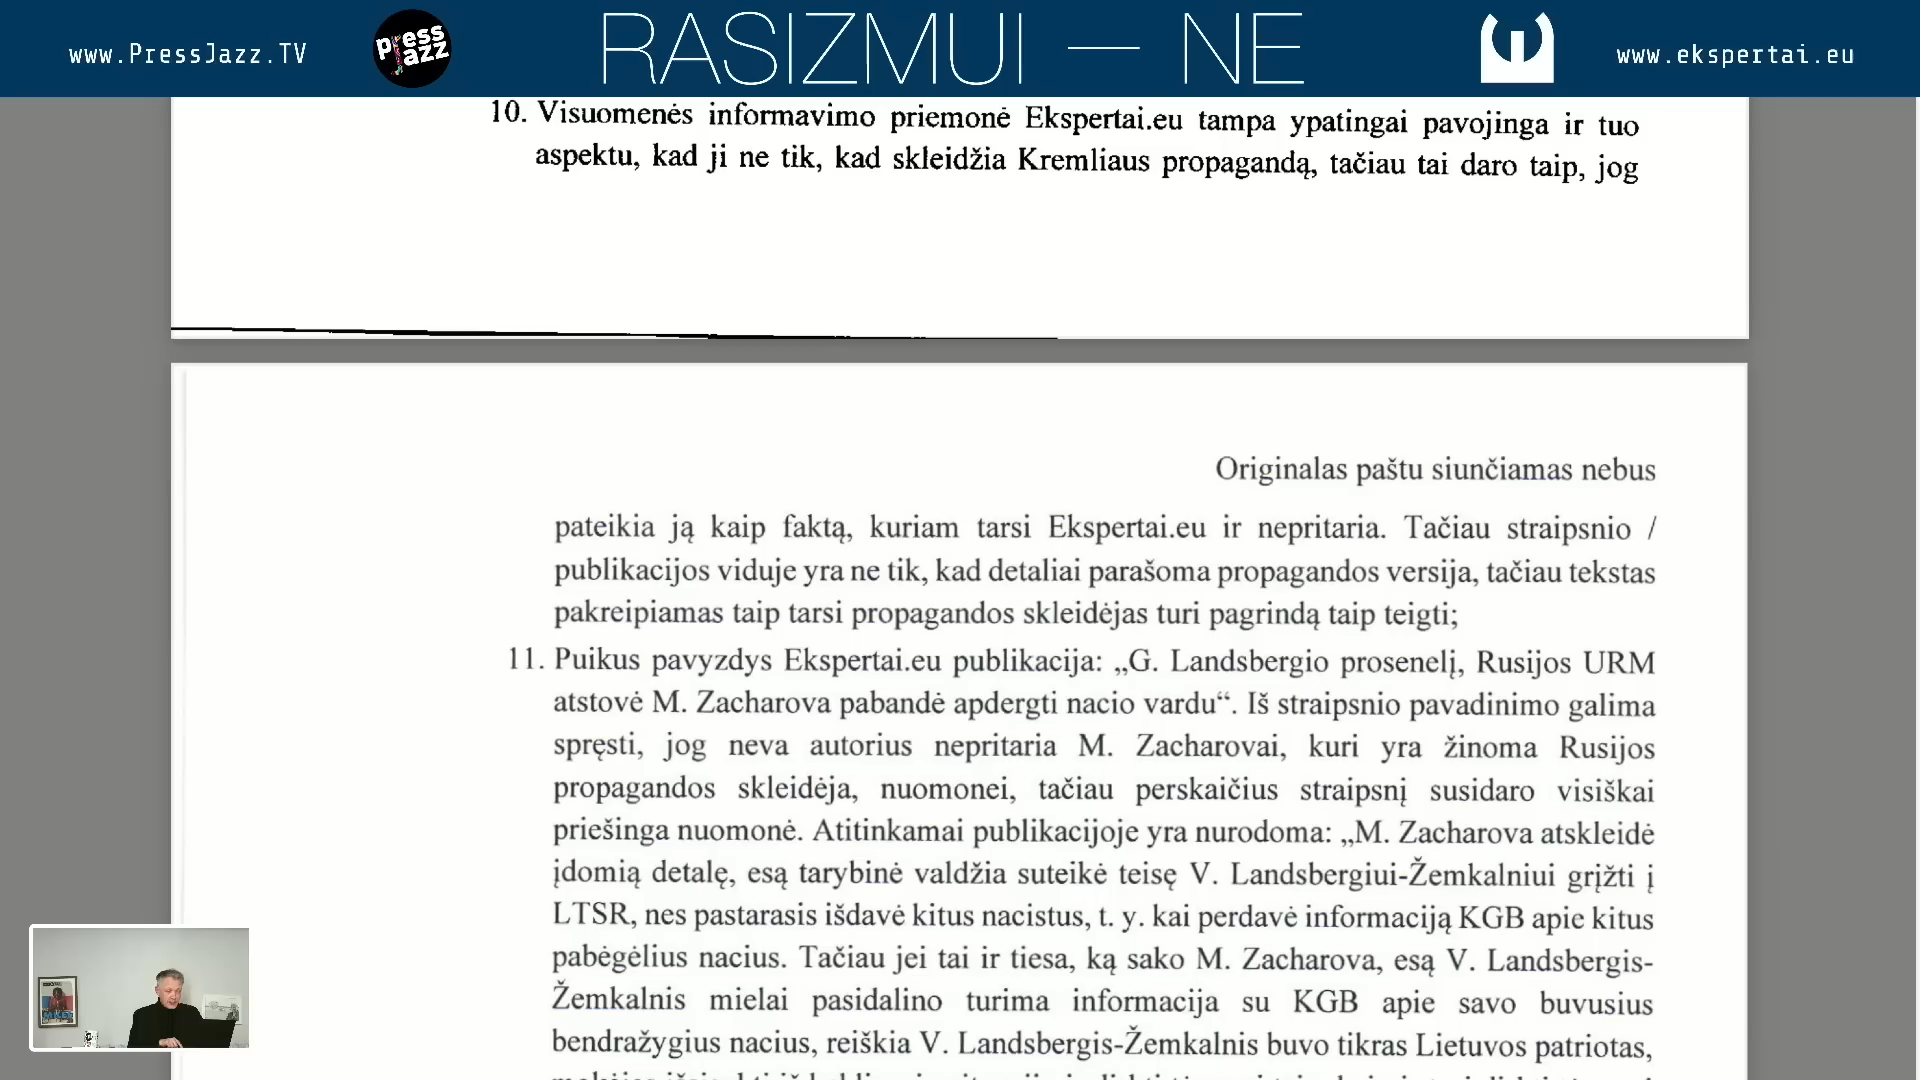 www.PressJazz.TV
press jazz
RASIZMUI — NE
www.ekspertai.eu
10. Visuomenės informavimo priemonė Ekspertai.eu tampa ypatingai pavojinga ir tuo
aspektu, kad ji ne tik, kad skleidžia Kremliaus propagandą, tačiau tai daro taip, jog
Originalas paštu siunčiamas nebus
pateikia ją kaip faktą, kuriam tarsi Ekspertai.eu ir nepritaria. Tačiau straipsnio /
publikacijos viduje yra ne tik, kad detaliai parašoma propagandos versija, tačiau tekstas
pakreipiamas taip tarsi propagandos skleidėjas turi pagrindą taip teigti;
11. Puikus pavyzdys Ekspertai.eu publikacija: „G. Landsbergio prosenelį, Rusijos URM
atstovė M. Zacharova pabandė apdergti nacio vardu“. Iš straipsnio pavadinimo galima
spręsti, jog neva autorius nepritaria M. Zacharovai, kuri yra žinoma Rusijos
propagandos skleidėja, nuomonei, tačiau perskaičius straipsnį susidaro visiškai
priešinga nuomonė. Atitinkamai publikacijoje yra nurodoma: „M. Zacharova atskleidė
įdomią detalę, esą tarybinė valdžia suteikė teisę V. Landsbergiui-Žemkalniui grįžti į
LTSR, nes pastarasis išdavė kitus nacistus, t. y. kai perdavė informaciją KGB apie kitus
pabėgėlius nacius. Tačiau jei tai ir tiesa, ką sako M. Zacharova, esą V. Landsbergis-
Žemkalnis mielai pasidalino turima informacija su KGB apie savo buvusius
bendražygius nacius, reiškia V. Landsbergis-Žemkalnis buvo tikras Lietuvos patriotas,